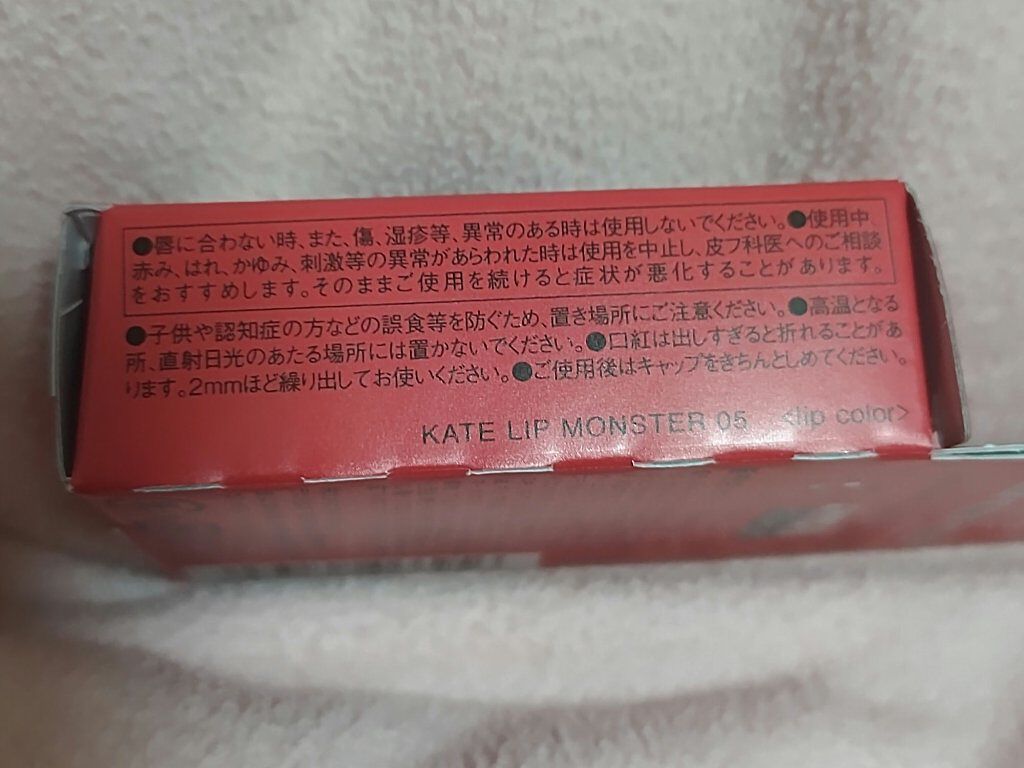 ●唇に合わない時、また、傷、湿疹等、異常のある時は使用しないでください。●使用中、
赤み、はれ、かゆみ、刺激等の異常があらわれた時は使用を中止し、皮フ科医へのご相談
をおすすめします。そのままご使用を続けると症状が悪化することがあります。
●子供や認知症の方などの誤食等を防ぐため、置き場所にご注意ください。●高温となる
所、直射日光のあたる場所には置かないでください。●口紅は出しすぎると折れることがあ
ります。2mmほど繰り出してお使いください。●ご使用後はキャップをきちんとしめてください。
KATE LIP MONSTER 05 <lip color>